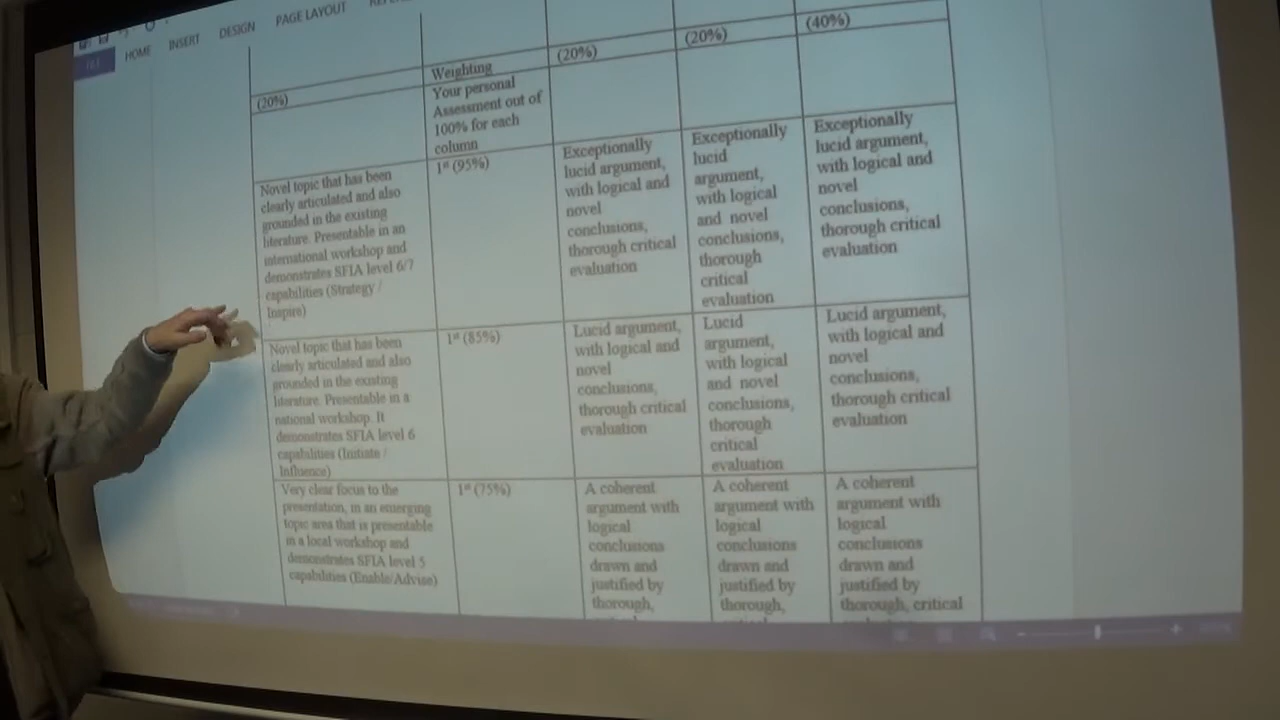 HOME INSERT DESIGN PAGE LAYOUT
(20%)
Weighting
(20%)
(20%)
(40%)
Your personal
Assessment out of
100% for each
column
Novel topic that has been
clearly articulated and also
grounded in the existing
literature. Presentable in an
international workshop and
demonstrates SFIA level 6/7
capabilities (Strategy /
Inspire)
1st (95%)
Exceptionally
lucid argument,
with logical and
novel
conclusions,
thorough critical
evaluation
Exceptionally
lucid
argument,
with logical
and novel
conclusions,
thorough
critical
evaluation
Exceptionally
lucid argument,
with logical and
novel
conclusions,
thorough critical
evaluation
Novel topic that has been
clearly articulated and also
grounded in the existing
literature. Presentable in a
national workshop. It
demonstrates SFIA level 6
capabilities (Initiate /
Influence)
1st (85%)
Lucid argument,
with logical and
novel
conclusions,
thorough critical
evaluation
Lucid
argument,
with logical
and novel
conclusions,
thorough
critical
evaluation
Lucid argument,
with logical and
novel
conclusions,
thorough critical
evaluation
Very clear focus to the
presentation, in an emerging
topic area that is presentable
in a local workshop and
demonstrates SFIA level 5
capabilities (Enable/Advise)
1st (75%)
A coherent
argument with
logical
conclusions
drawn and
justified by
thorough,
A coherent
argument with
logical
conclusions
drawn and
justified by
thorough,
A coherent
argument with
logical
conclusions
drawn and
justified by
thorough, critical